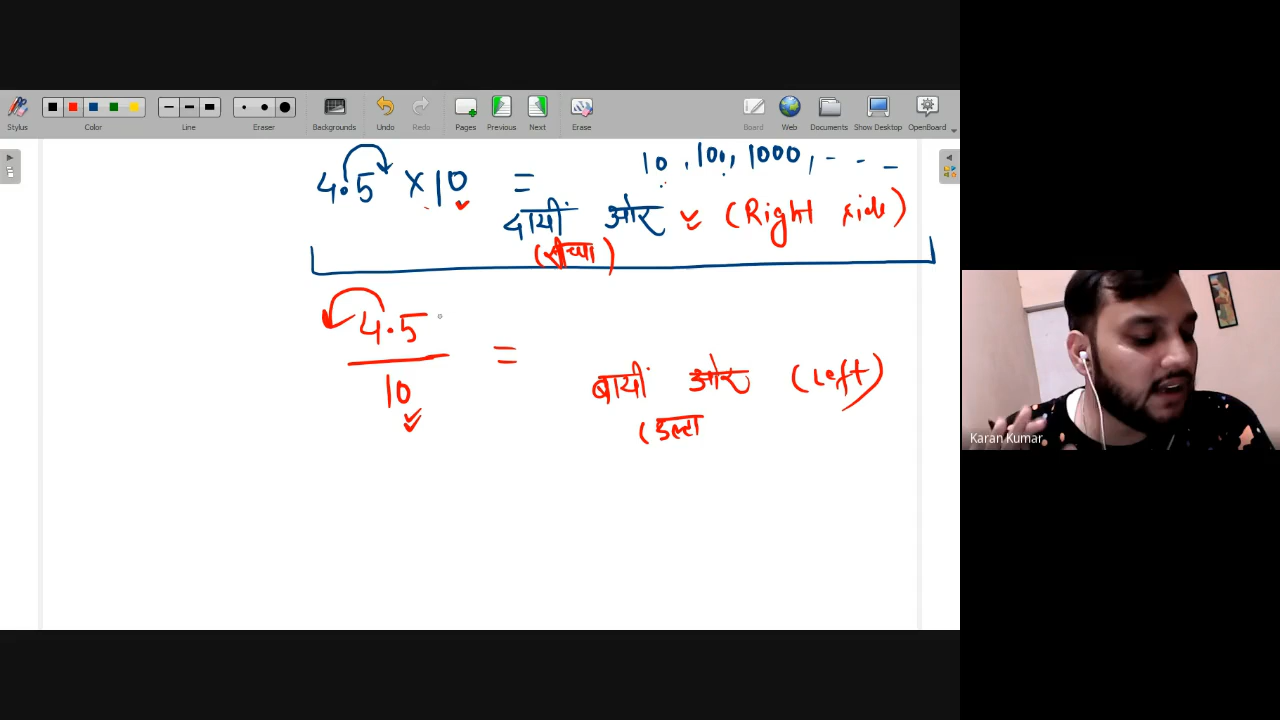 Stylus Color Line Eraser Backgrounds Undo Redo Pages Previous Next Erase Board Web Documents Show Desktop OpenBoard
10, 100, 1000, - - -
4.5 × 10 =
दायीं ओर (Right side)
(सीधा)
4.5
10
=
बायीं ओर (left)
(उल्टा
Karan Kumar